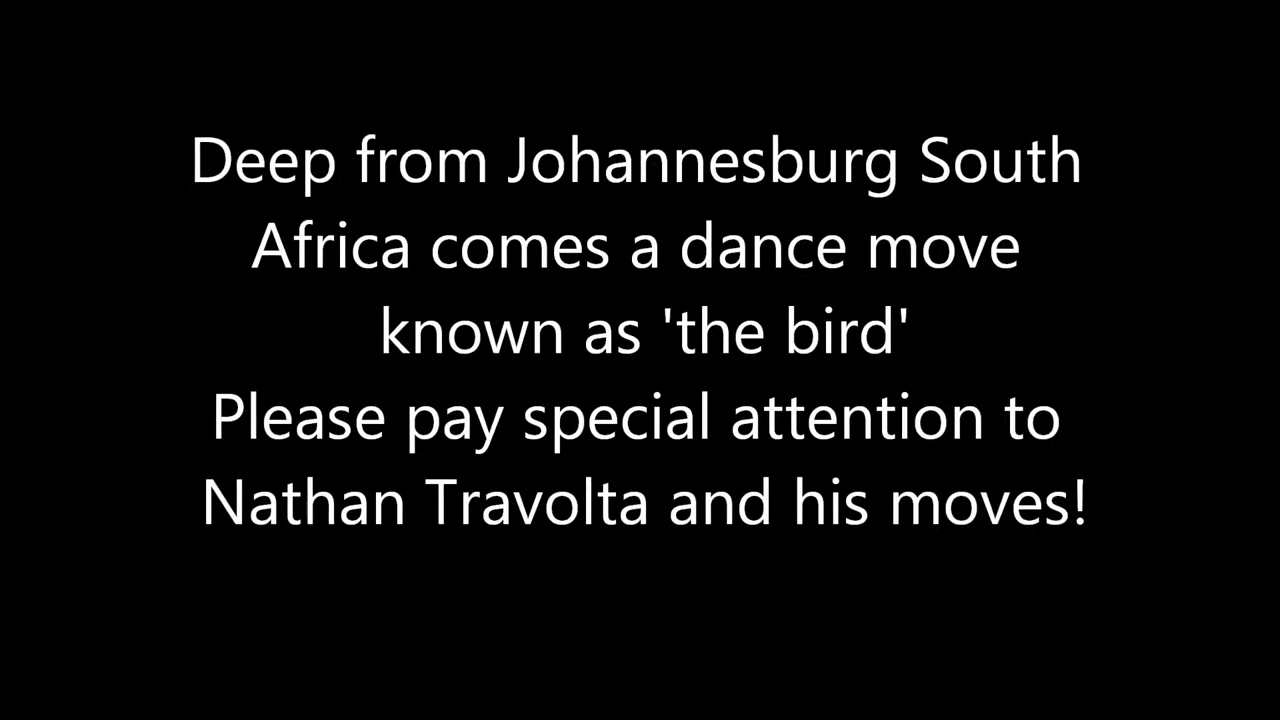 Deep from Johannesburg South
Africa comes a dance move
known as 'the bird'
Please pay special attention to
Nathan Travolta and his moves!